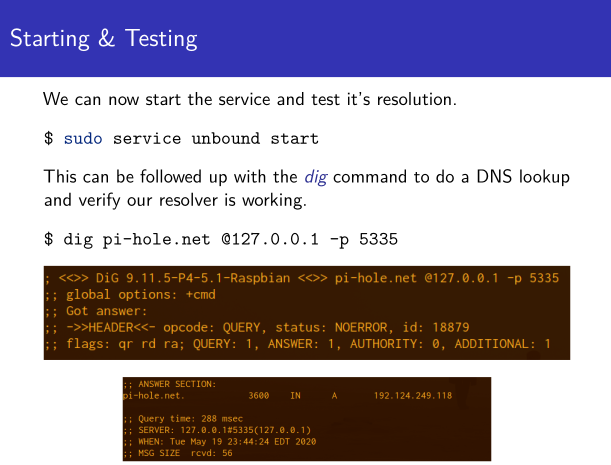 Starting & Testing
We can now start the service and test it's resolution.
$ sudo service unbound start
This can be followed up with the dig command to do a DNS lookup
and verify our resolver is working.
$ dig pi-hole.net @127.0.0.1 -p 5335
; <<>> DiG 9.11.5-P4-5.1-Raspbian <<>> pi-hole.net @127.0.0.1 -p 5335
;; global options: +cmd
;; Got answer:
;; ->>HEADER<<- opcode: QUERY, status: NOERROR, id: 18879
;; flags: qr rd ra; QUERY: 1, ANSWER: 1, AUTHORITY: 0, ADDITIONAL: 1
;; ANSWER SECTION:
pi-hole.net. 3600 IN A 192.124.249.118
;; Query time: 288 msec
;; SERVER: 127.0.0.1#5335(127.0.0.1)
;; WHEN: Tue May 19 23:44:24 EDT 2020
;; MSG SIZE rcvd: 56